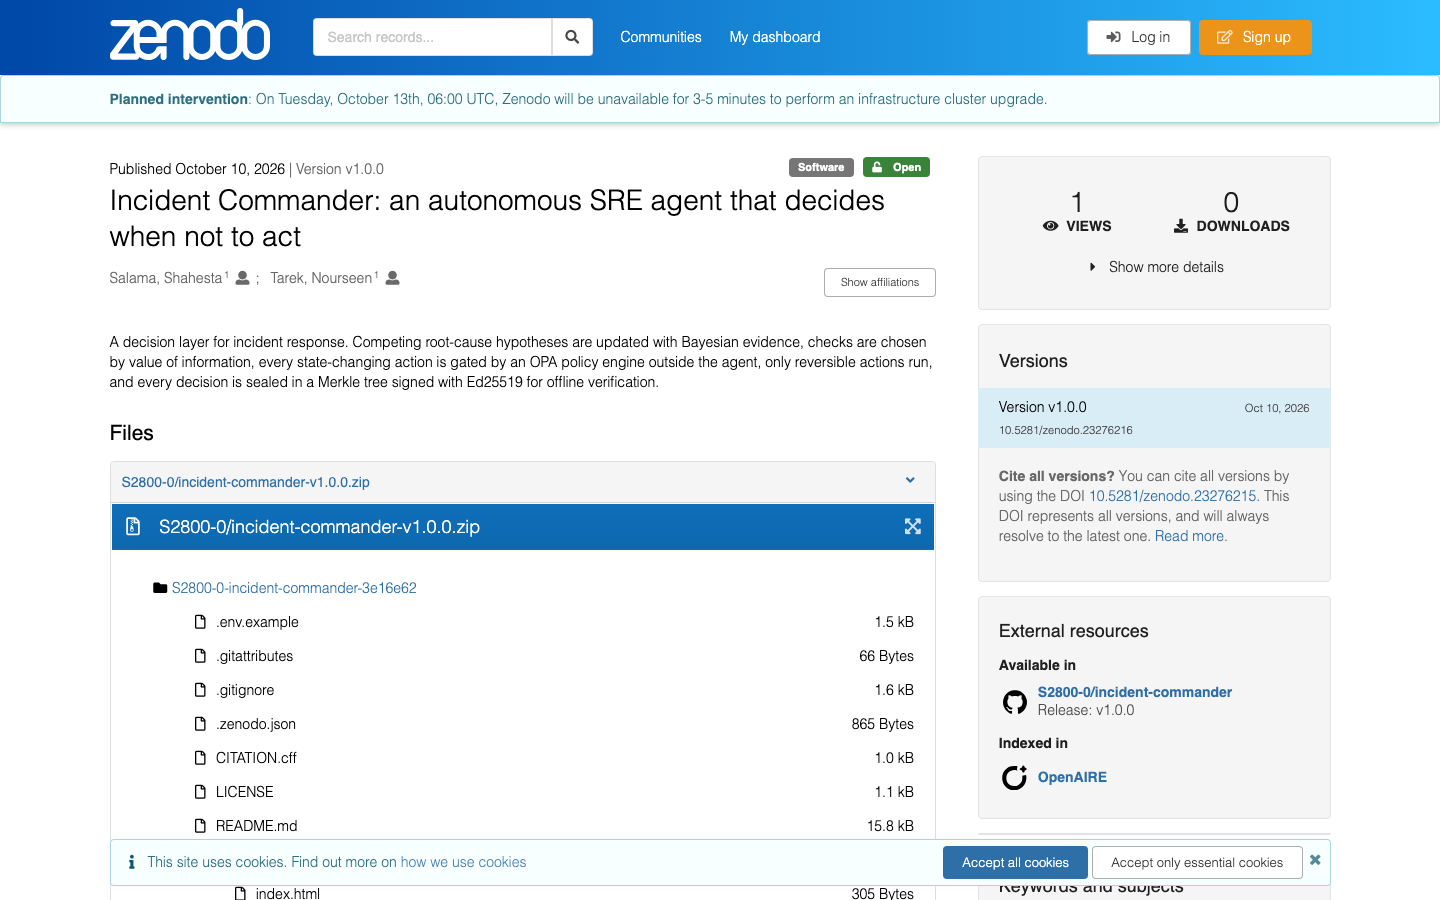 zenodo
Search records...
Communities
My dashboard
Log in
Sign up
Planned intervention: On Tuesday, October 13th, 06:00 UTC, Zenodo will be unavailable for 3-5 minutes to perform an infrastructure cluster upgrade.
Published October 10, 2026 | Version v1.0.0
Software
Open
Incident Commander: an autonomous SRE agent that decides
when not to act
Salama, Shahesta 1 ; Tarek, Nourseen 1
Show affiliations
A decision layer for incident response. Competing root-cause hypotheses are updated with Bayesian evidence, checks are chosen
by value of information, every state-changing action is gated by an OPA policy engine outside the agent, only reversible actions run,
and every decision is sealed in a Merkle tree signed with Ed25519 for offline verification.
Files
S2800-0/incident-commander-v1.0.0.zip
S2800-0/incident-commander-v1.0.0.zip
S2800-0-incident-commander-3e16e62
.env.example 1.5 kB
.gitattributes 66 Bytes
.gitignore 1.6 kB
.zenodo.json 865 Bytes
CITATION.cff 1.0 kB
LICENSE 1.1 kB
README.md 15.8 kB
index.html 305 Bytes
1
VIEWS
0
DOWNLOADS
Show more details
Versions
Version v1.0.0 Oct 10, 2026
10.5281/zenodo.23276216
Cite all versions? You can cite all versions by
using the DOI 10.5281/zenodo.23276215. This
DOI represents all versions, and will always
resolve to the latest one. Read more.
External resources
Available in
S2800-0/incident-commander
Release: v1.0.0
Indexed in
OpenAIRE
Keywords and subjects
This site uses cookies. Find out more on how we use cookies
Accept all cookies
Accept only essential cookies